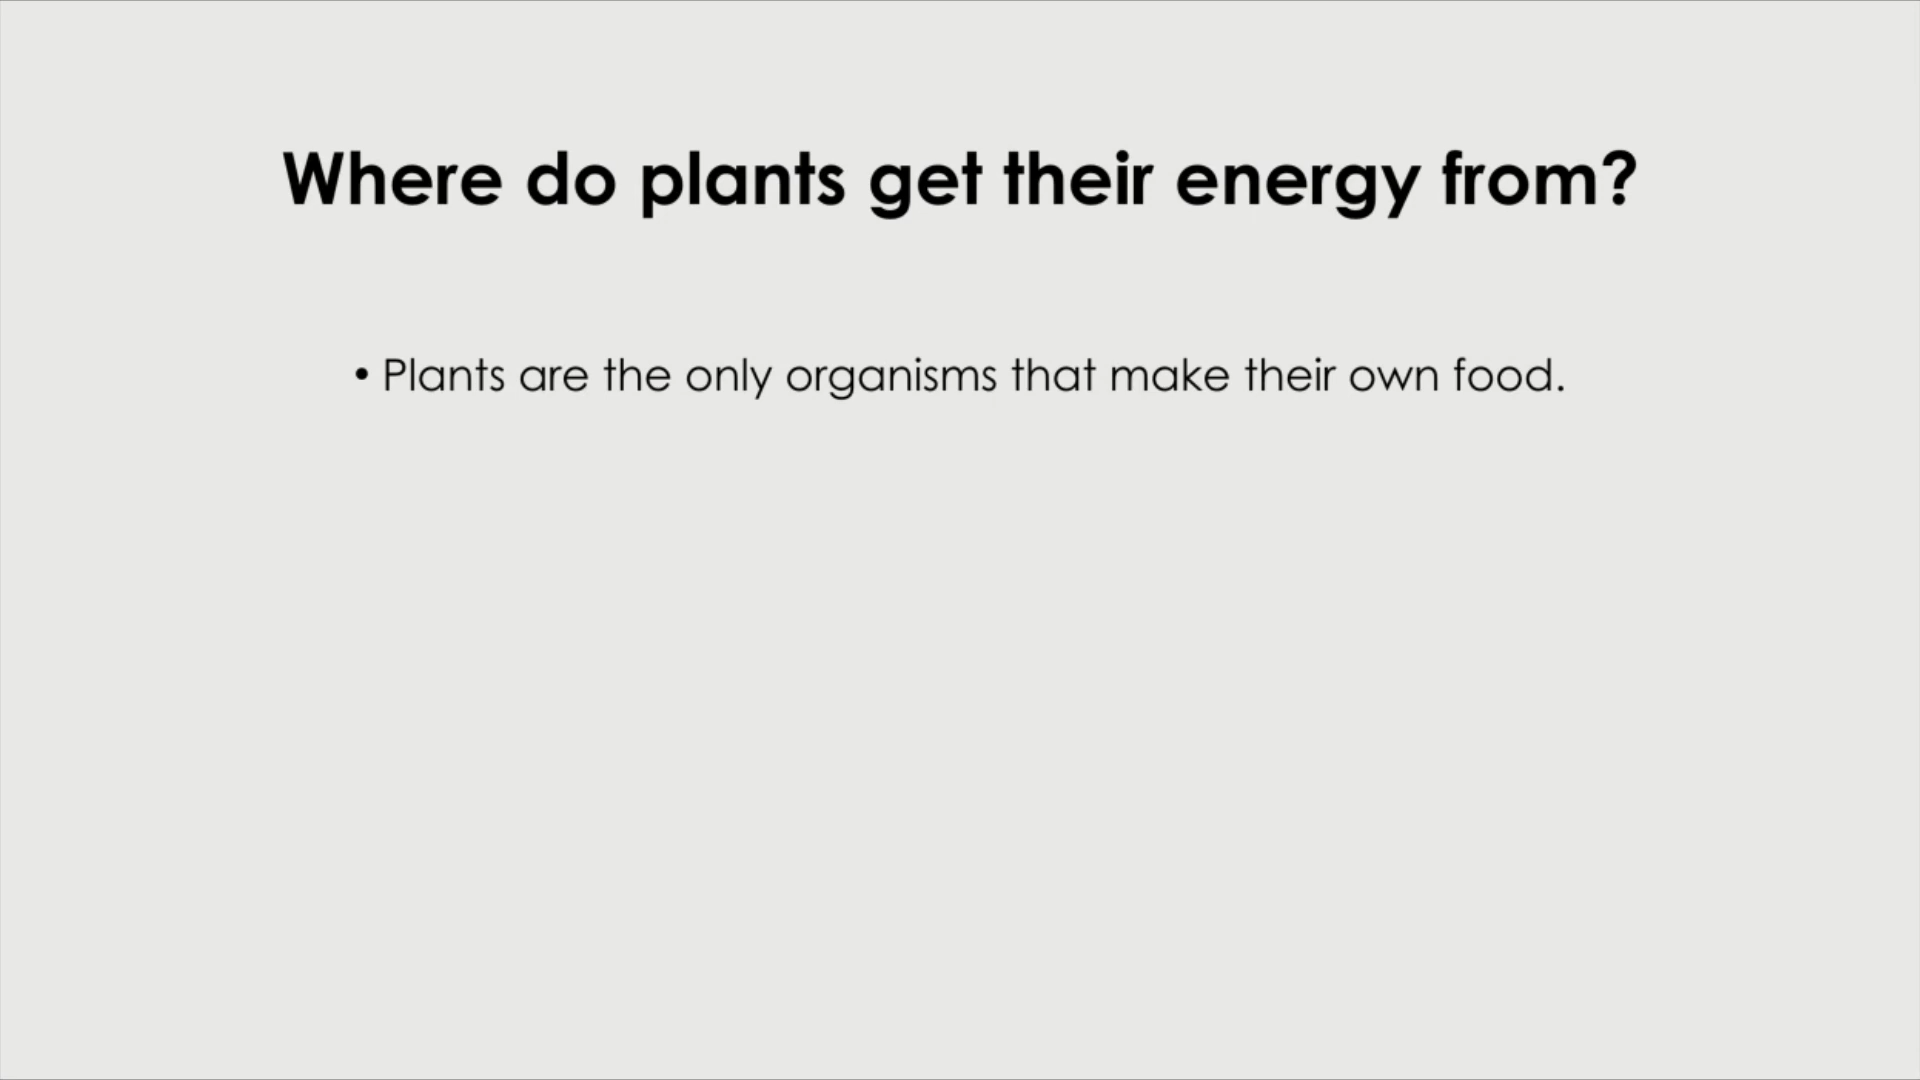 Where do plants get their energy from?
• Plants are the only organisms that make their own food.